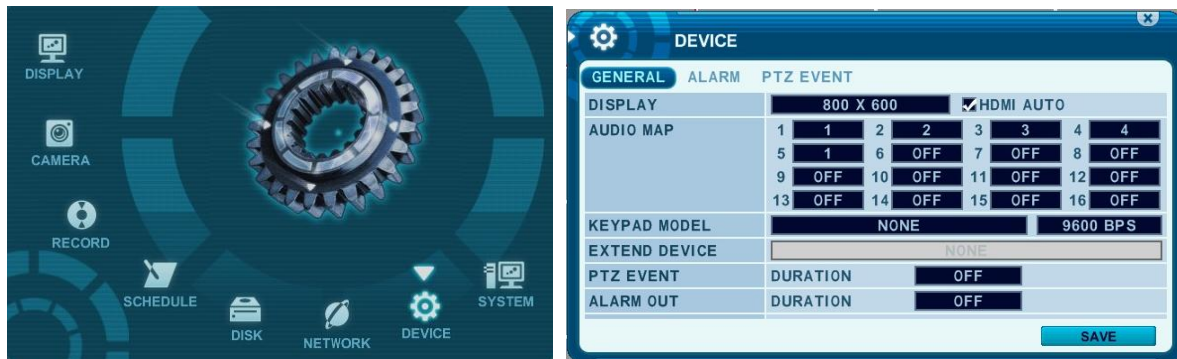 DISPLAY
CAMERA
RECORD
SCHEDULE
DISK
NETWORK
DEVICE
SYSTEM
DEVICE
GENERAL ALARM PTZ EVENT
DISPLAY 800 X 600 HDMI AUTO
AUDIO MAP 1 1 2 2 3 3 4 4
5 1 6 OFF 7 OFF 8 OFF
9 OFF 10 OFF 11 OFF 12 OFF
13 OFF 14 OFF 15 OFF 16 OFF
KEYPAD MODEL NONE 9600 BPS
EXTEND DEVICE NONE
PTZ EVENT DURATION OFF
ALARM OUT DURATION OFF
SAVE